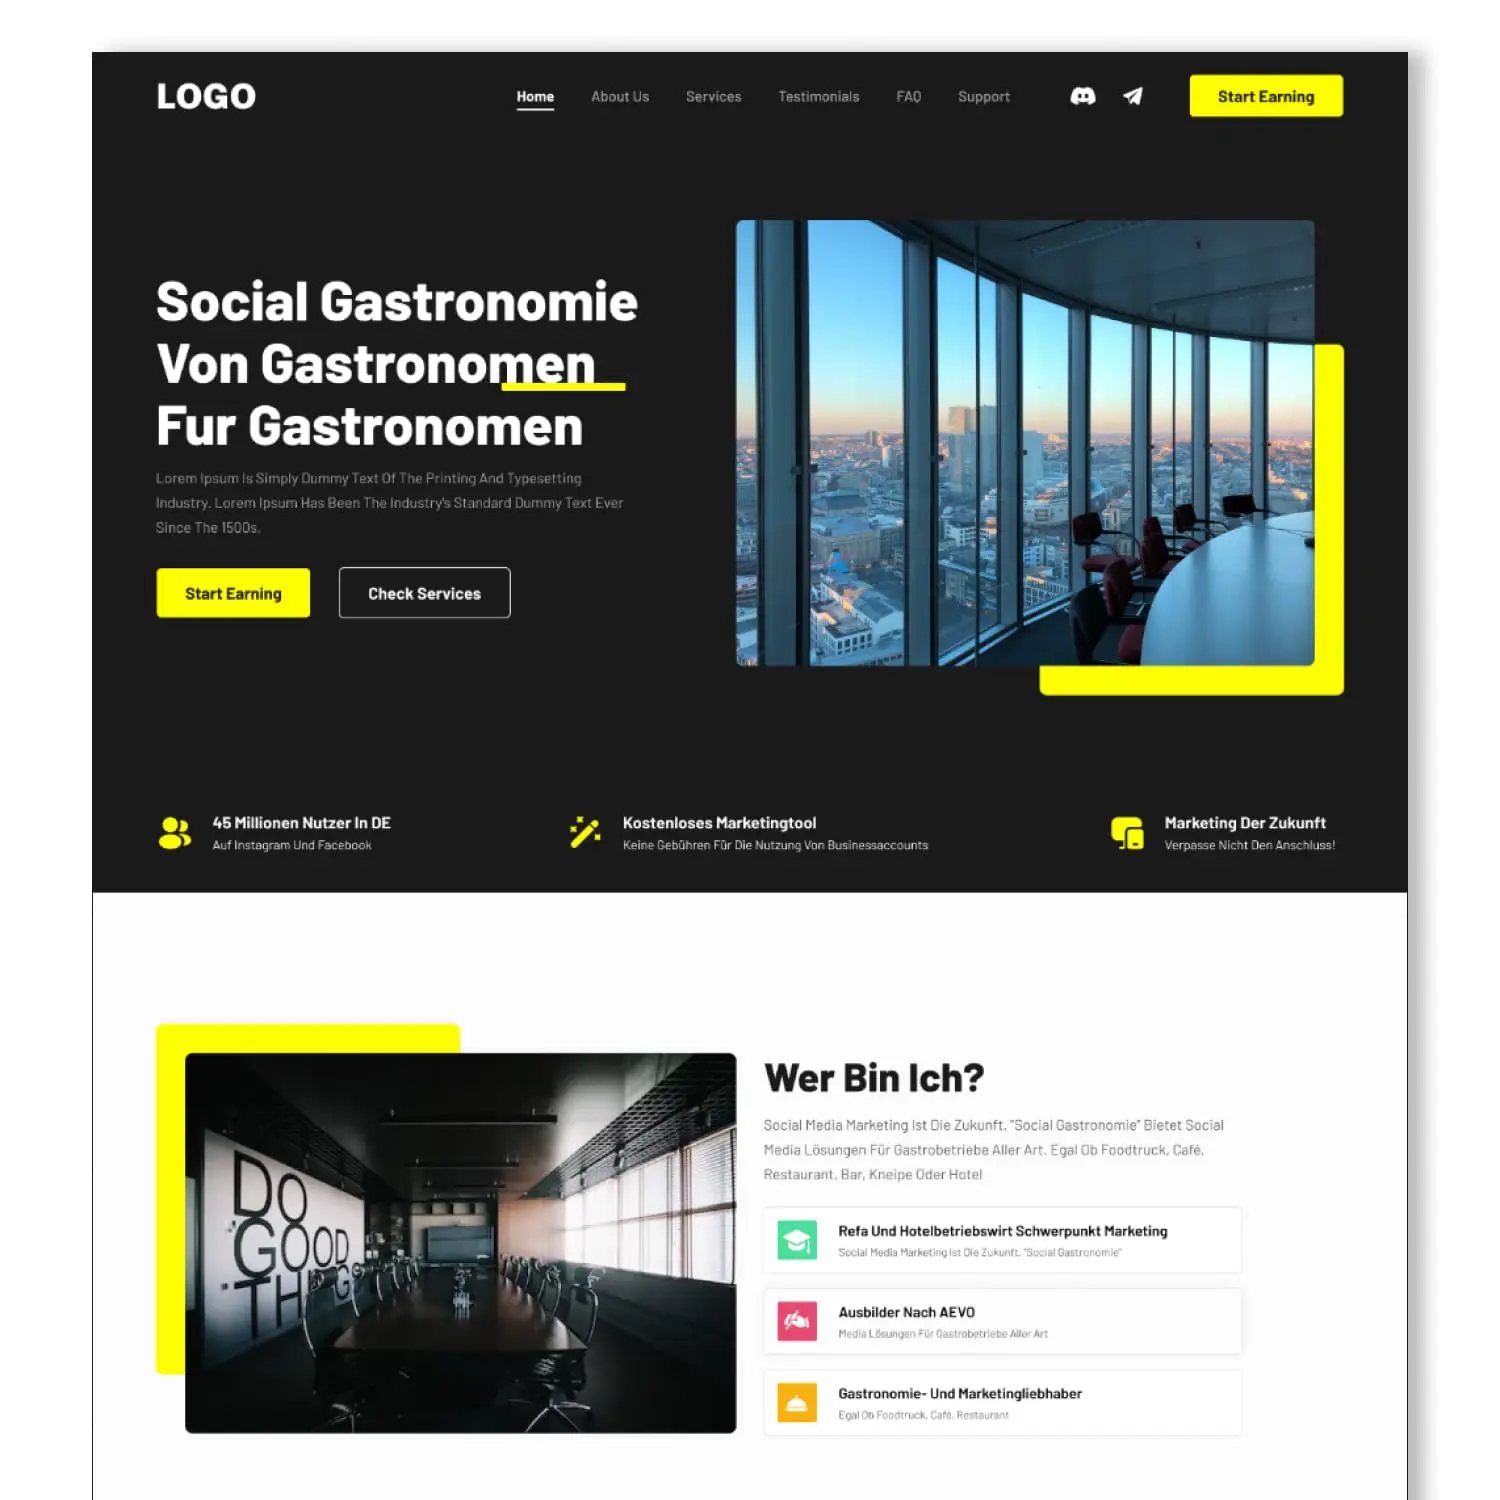 LOGO
Home About Us Services Testimonials FAQ Support
Start Earning
Social Gastronomie
Von Gastronomen
Fur Gastronomen
Lorem Ipsum Is Simply Dummy Text Of The Printing And Typesetting
Industry. Lorem Ipsum Has Been The Industry's Standard Dummy Text Ever
Since The 1500s.
Start Earning
Check Services
45 Millionen Nutzer In DE
Auf Instagram Und Facebook
Kostenloses Marketingtool
Keine Gebühren Für Die Nutzung Von Businessaccounts
Marketing Der Zukunft
Verpasse Nicht Den Anschluss!
DO
GOOD
THINGS
Wer Bin Ich?
Social Media Marketing Ist Die Zukunft. "Social Gastronomie" Bietet Social
Media Lösungen Für Gastrobetriebe Aller Art. Egal Ob Foodtruck, Café,
Restaurant, Bar, Kneipe Oder Hotel
Refa Und Hotelbetriebswirt Schwerpunkt Marketing
Social Media Marketing Ist Die Zukunft. "Social Gastronomie"
Ausbilder Nach AEVO
Media Lösungen Für Gastrobetriebe Aller Art
Gastronomie- Und Marketingliebhaber
Egal Ob Foodtruck, Café, Restaurant